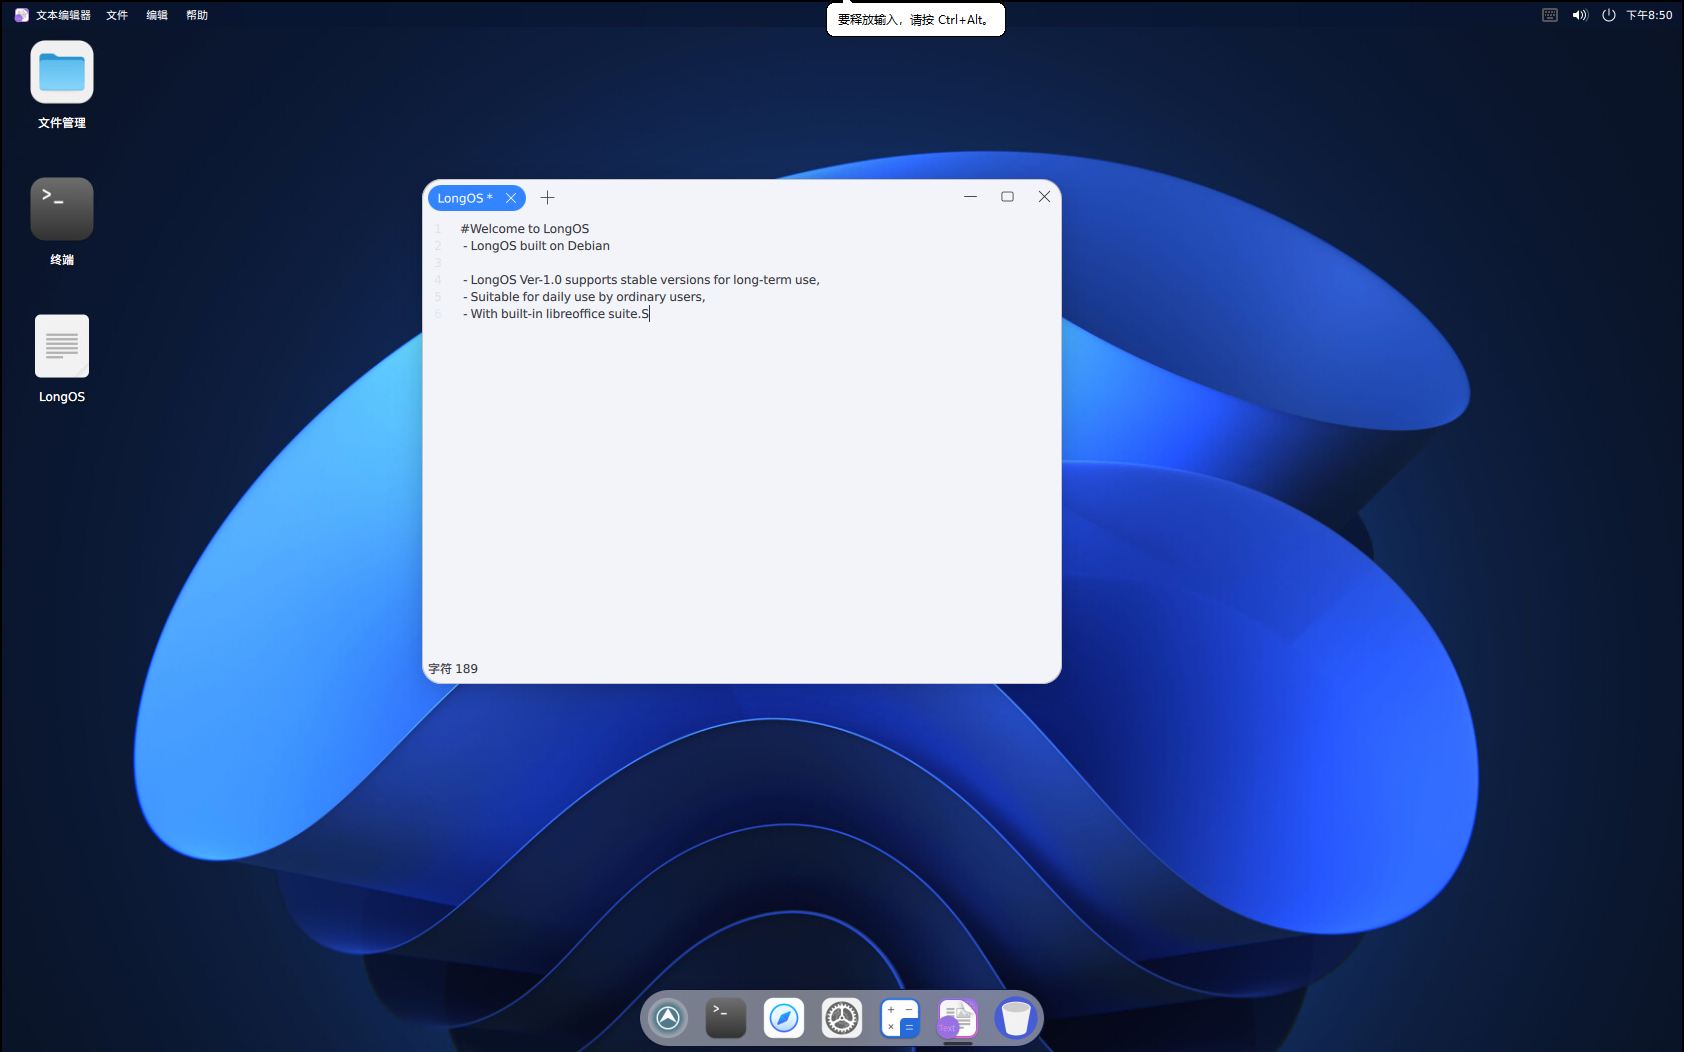 文本编辑器 文件 编辑 帮助
要释放输入，请按 Ctrl+Alt。
下午8:50
文件管理
终端
LongOS
LongOS *
1 #Welcome to LongOS
2 - LongOS built on Debian
3
4 - LongOS Ver-1.0 supports stable versions for long-term use,
5 - Suitable for daily use by ordinary users,
6 - With built-in libreoffice suite.S
字符 189
Text